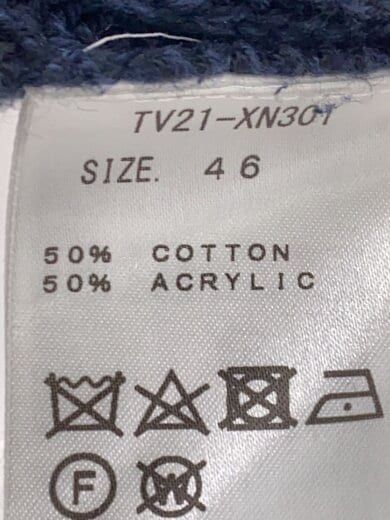 TV21-XN301
SIZE. 46
50% COTTON
50% ACRYLIC
F
W